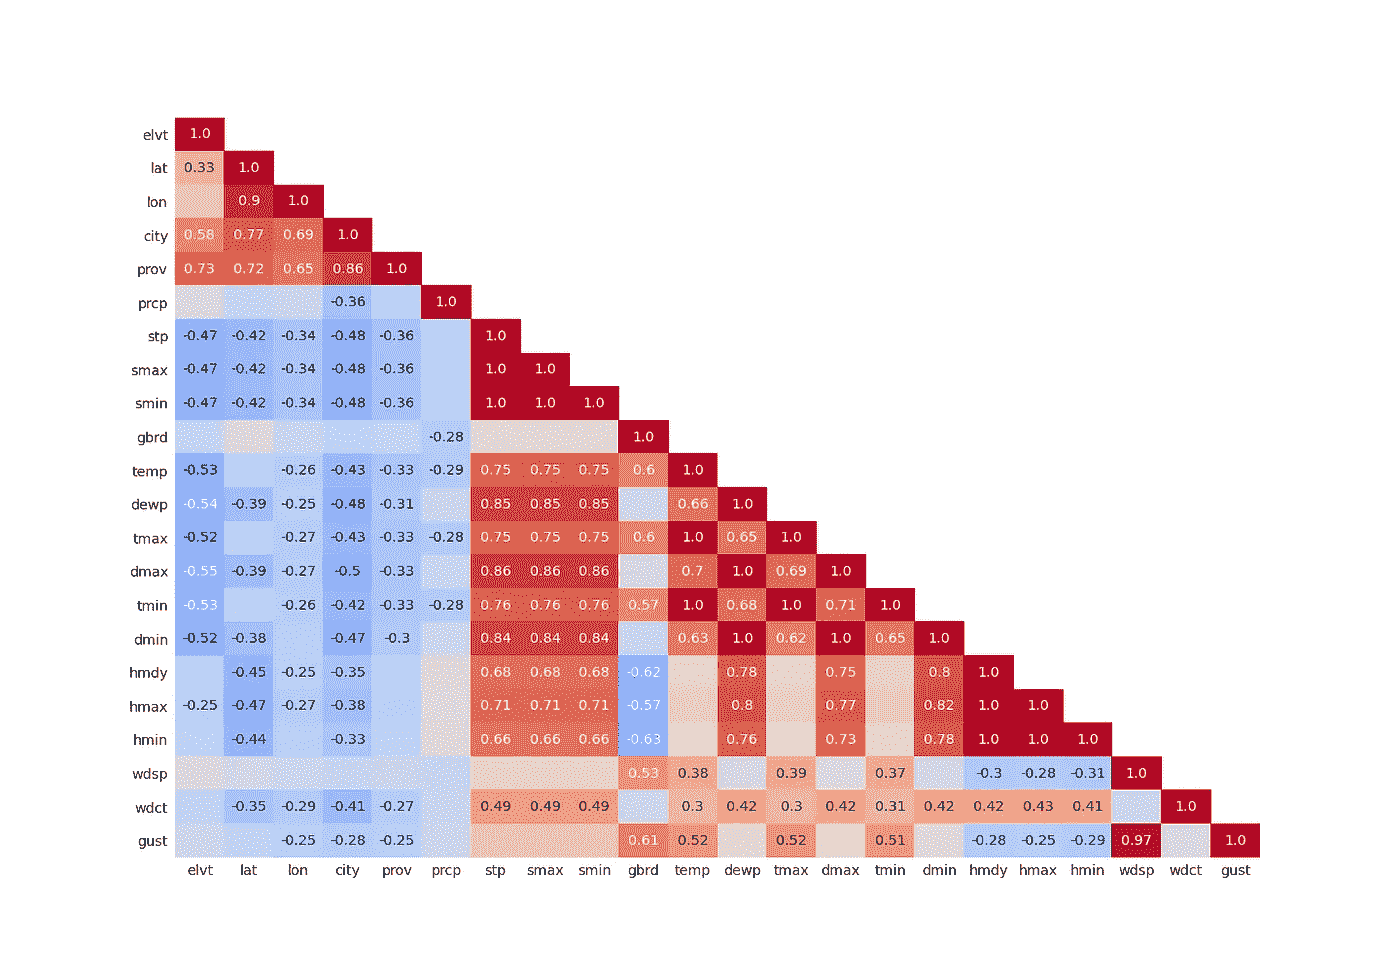 elvt 1.0
lat 0.33 1.0
lon 0.9 1.0
city 0.58 0.77 0.69 1.0
prov 0.73 0.72 0.65 0.86 1.0
prcp -0.36 1.0
stp -0.47 -0.42 -0.34 -0.48 -0.36 1.0
smax -0.47 -0.42 -0.34 -0.48 -0.36 1.0 1.0
smin -0.47 -0.42 -0.34 -0.48 -0.36 1.0 1.0 1.0
gbrd -0.28 1.0
temp -0.53 -0.26 -0.43 -0.33 -0.29 0.75 0.75 0.75 0.6 1.0
dewp -0.54 -0.39 -0.25 -0.48 -0.31 0.85 0.85 0.85 0.66 1.0
tmax -0.52 -0.27 -0.43 -0.33 -0.28 0.75 0.75 0.75 0.6 1.0 0.65 1.0
dmax -0.55 -0.39 -0.27 -0.5 -0.33 0.86 0.86 0.86 0.7 1.0 0.69 1.0
tmin -0.53 -0.26 -0.42 -0.33 -0.28 0.76 0.76 0.76 0.57 1.0 0.68 1.0 0.71 1.0
dmin -0.52 -0.38 -0.47 -0.3 0.84 0.84 0.84 0.63 1.0 0.62 1.0 0.65 1.0
hmdy -0.45 -0.25 -0.35 0.68 0.68 0.68 -0.62 0.78 0.75 0.8 1.0
hmax -0.25 -0.47 -0.27 -0.38 0.71 0.71 0.71 -0.57 0.8 0.77 0.82 1.0 1.0
hmin -0.44 -0.33 0.66 0.66 0.66 -0.63 0.76 0.73 0.78 1.0 1.0 1.0
wdsp 0.53 0.38 0.39 0.37 -0.3 -0.28 -0.31 1.0
wdct -0.35 -0.29 -0.41 -0.27 0.49 0.49 0.49 0.3 0.42 0.3 0.42 0.31 0.42 0.42 0.43 0.41 1.0
gust -0.25 -0.28 -0.25 0.61 0.52 0.52 0.51 -0.28 -0.25 -0.29 0.97 1.0
elvt lat lon city prov prcp stp smax smin gbrd temp dewp tmax dmax tmin dmin hmdy hmax hmin wdsp wdct gust